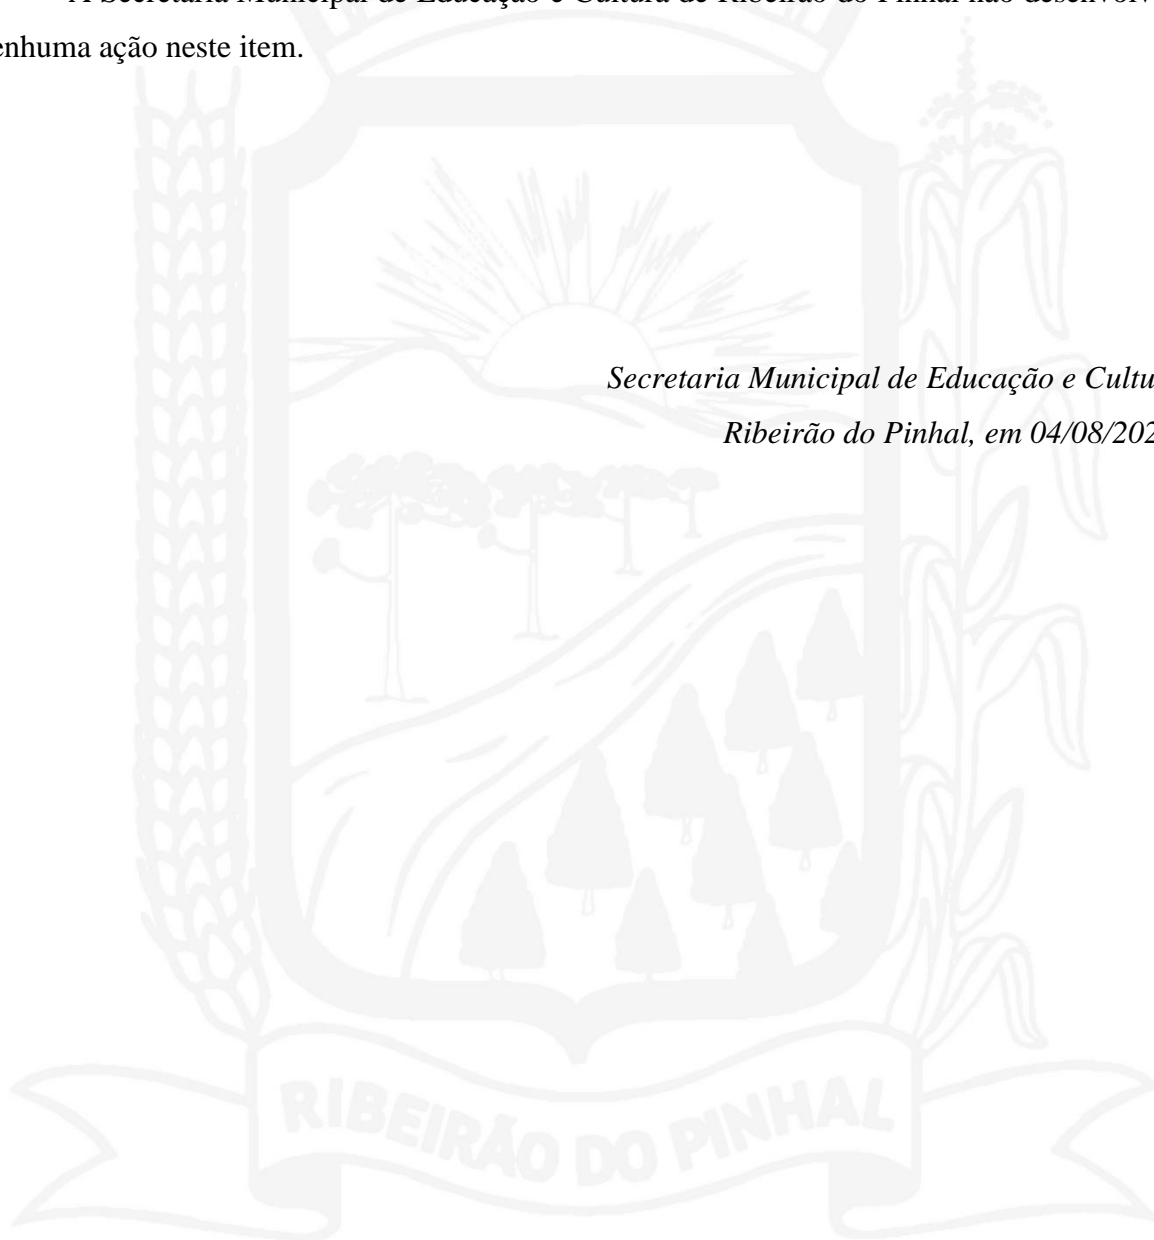 A Secretaria Municipal de Educação e Cultura de Ribeirão do Pinhal não desenvolv
enhuma ação neste item.
Secretaria Municipal de Educação e Cultu
Ribeirão do Pinhal, em 04/08/202
RIBEIRÃO DO PINHAL